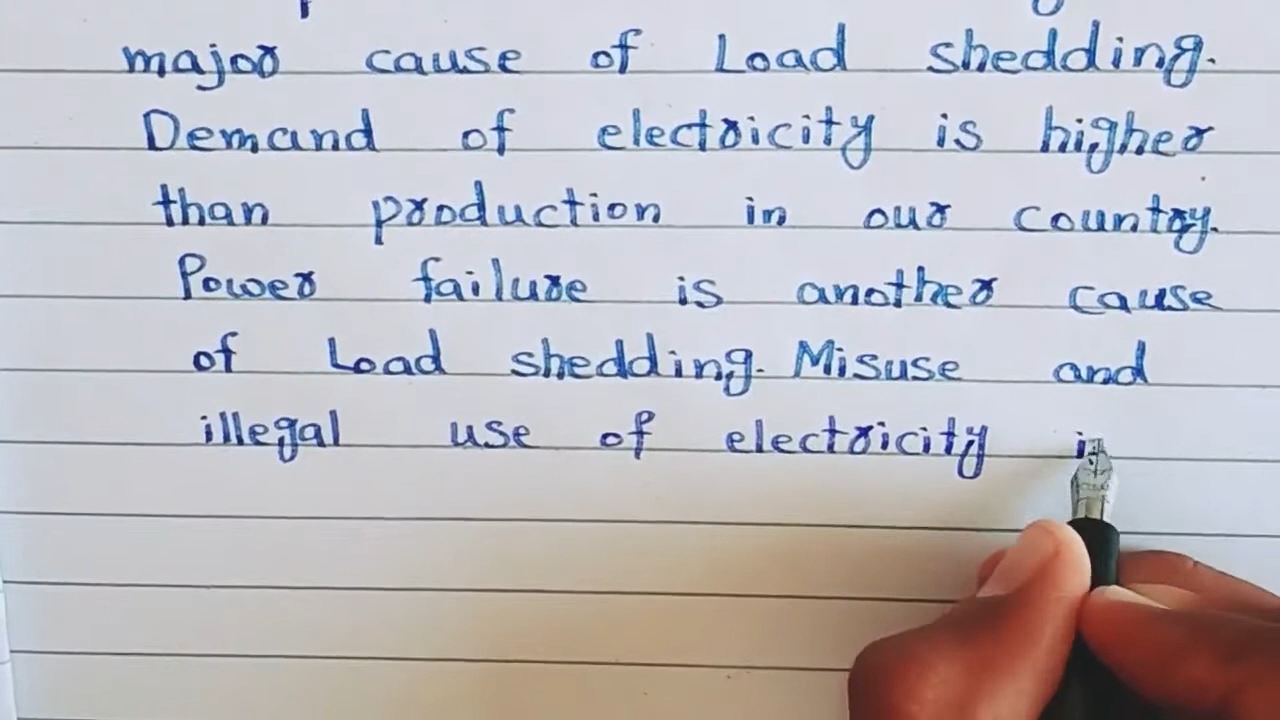 major cause of Load shedding.
Demand of electricity is higher
than production in our country.
Power failure is another cause
of Load shedding. Misuse and
illegal use of electricity i